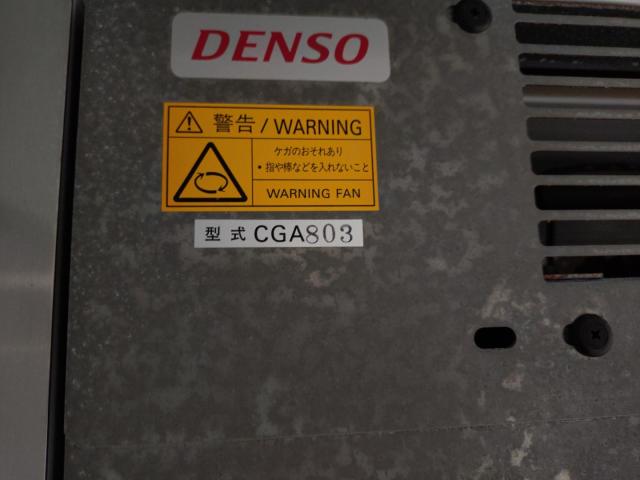 DENSO
警告/WARNING
ケガのおそれあり
・指や棒などを入れないこと
WARNING FAN
型式 CGA803